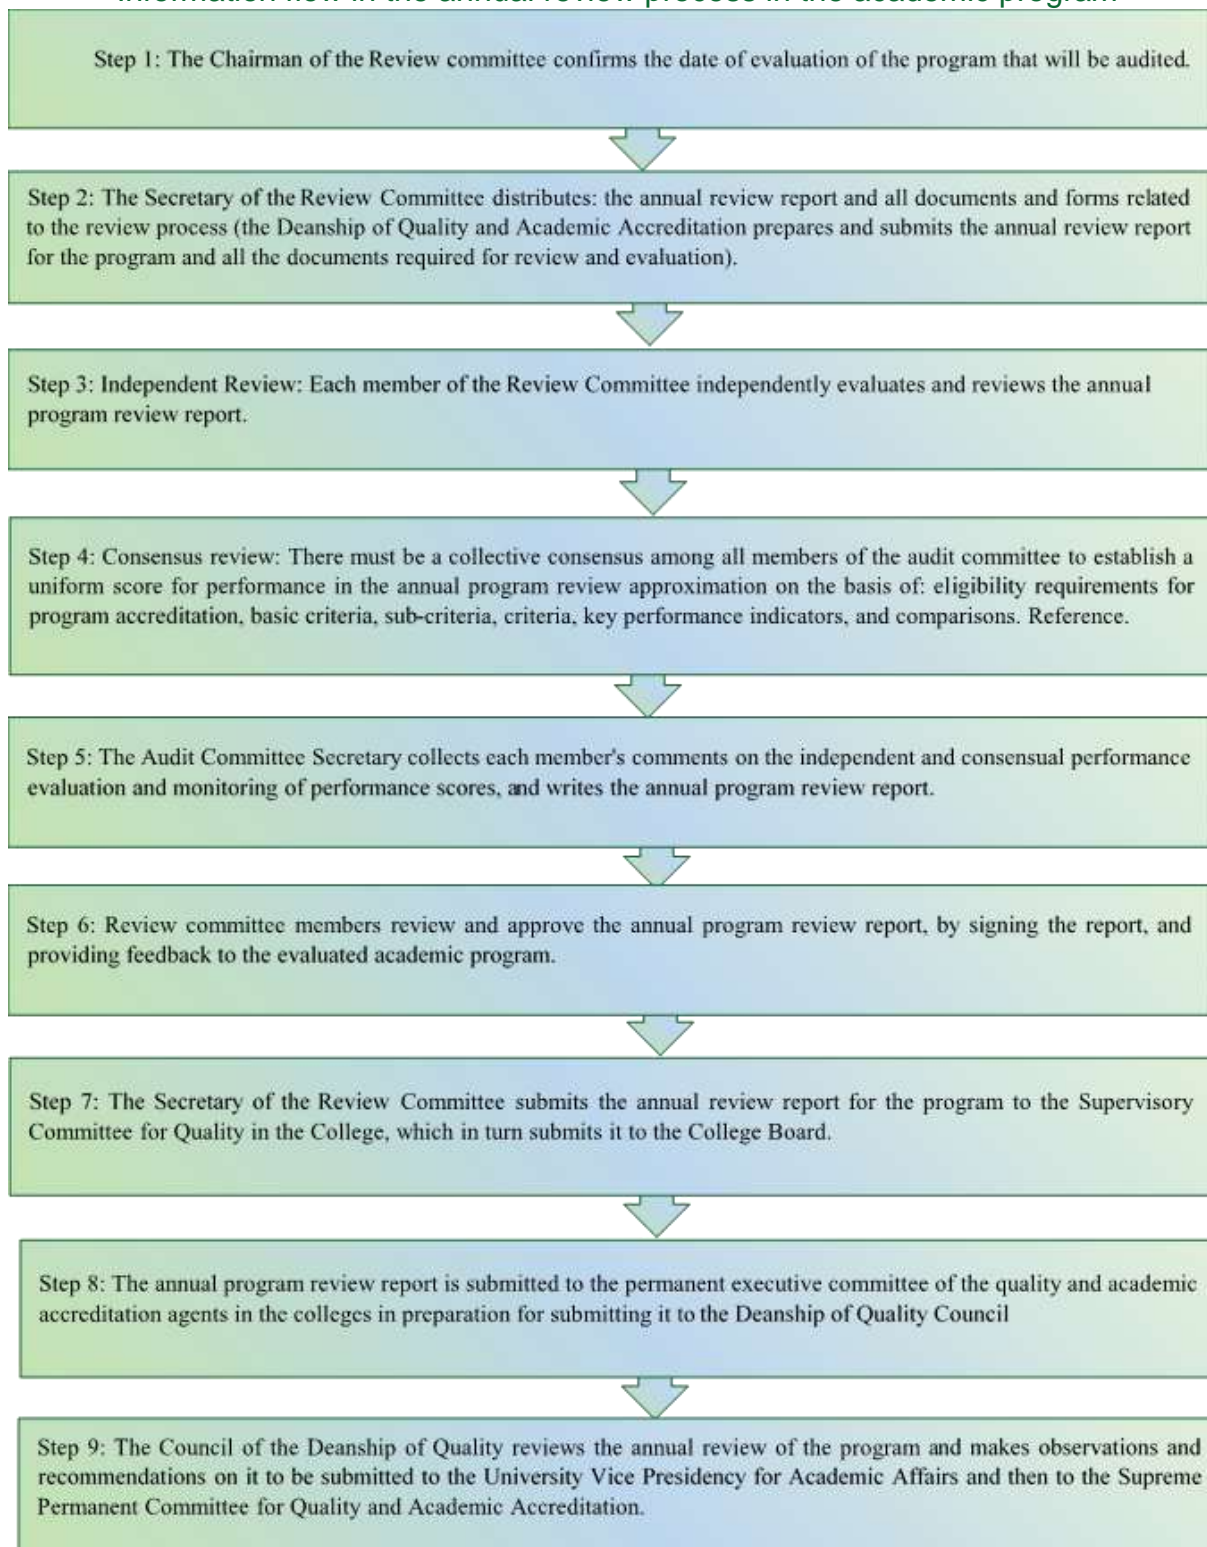 Information flow in the annual review process in the academic program
Step 1: The Chairman of the Review committee confirms the date of evaluation of the program that will be audited.
Step 2: The Secretary of the Review Committee distributes: the annual review report and all documents and forms related
to the review process (the Deanship of Quality and Academic Accreditation prepares and submits the annual review report
for the program and all the documents required for review and evaluation).
Step 3: Independent Review: Each member of the Review Committee independently evaluates and reviews the annual
program review report.
Step 4: Consensus review: There must be a collective consensus among all members of the audit committee to establish a
uniform score for performance in the annual program review approximation on the basis of: eligibility requirements for
program accreditation, basic criteria, sub-criteria, criteria, key performance indicators, and comparisons. Reference.
Step 5: The Audit Committee Secretary collects each member's comments on the independent and consensual performance
evaluation and monitoring of performance scores, and writes the annual program review report.
Step 6: Review committee members review and approve the annual program review report, by signing the report, and
providing feedback to the evaluated academic program.
Step 7: The Secretary of the Review Committee submits the annual review report for the program to the Supervisory
Committee for Quality in the College, which in turn submits it to the College Board.
Step 8: The annual program review report is submitted to the permanent executive committee of the quality and academic
accreditation agents in the colleges in preparation for submitting it to the Deanship of Quality Council
Step 9: The Council of the Deanship of Quality reviews the annual review of the program and makes observations and
recommendations on it to be submitted to the University Vice Presidency for Academic Affairs and then to the Supreme
Permanent Committee for Quality and Academic Accreditation.